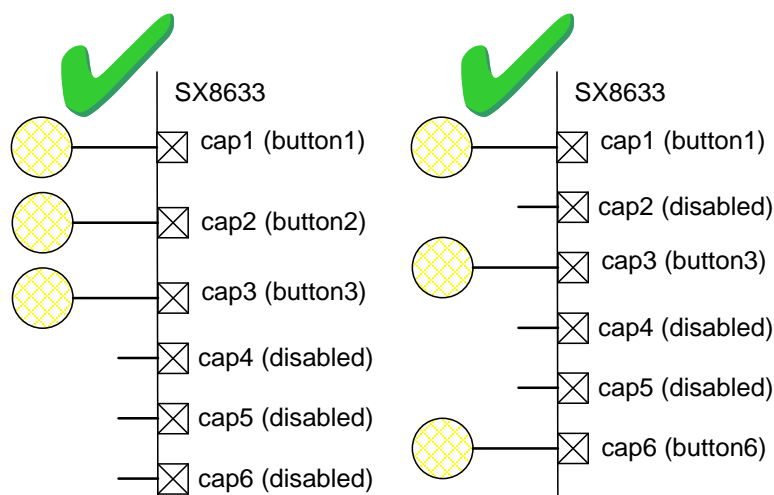 SX8633
cap1 (button1)
cap2 (button2)
cap3 (button3)
cap4 (disabled)
cap5 (disabled)
cap6 (disabled)
SX8633
cap1 (button1)
cap2 (disabled)
cap3 (button3)
cap4 (disabled)
cap5 (disabled)
cap6 (button6)